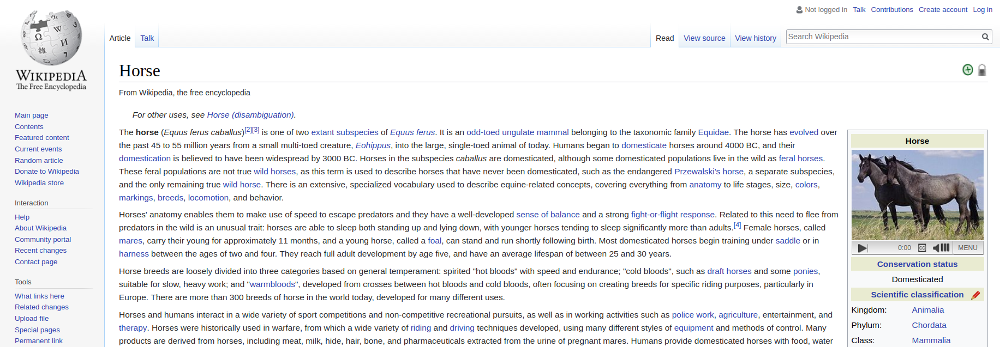 Not logged in Talk Contributions Create account Log in
Article Talk Read View source View history Search Wikipedia
WIKIPEDIA
The Free Encyclopedia
Main page
Contents
Featured content
Current events
Random article
Donate to Wikipedia
Wikipedia store
Interaction
Help
About Wikipedia
Community portal
Recent changes
Contact page
Tools
What links here
Related changes
Upload file
Special pages
Permanent link
Horse
From Wikipedia, the free encyclopedia
For other uses, see Horse (disambiguation).
The horse (Equus ferus caballus)[2][3] is one of two extant subspecies of Equus ferus. It is an odd-toed ungulate mammal belonging to the taxonomic family Equidae. The horse has evolved over
the past 45 to 55 million years from a small multi-toed creature, Eohippus, into the large, single-toed animal of today. Humans began to domesticate horses around 4000 BC, and their
domestication is believed to have been widespread by 3000 BC. Horses in the subspecies caballus are domesticated, although some domesticated populations live in the wild as feral horses.
These feral populations are not true wild horses, as this term is used to describe horses that have never been domesticated, such as the endangered Przewalski's horse, a separate subspecies,
and the only remaining true wild horse. There is an extensive, specialized vocabulary used to describe equine-related concepts, covering everything from anatomy to life stages, size, colors,
markings, breeds, locomotion, and behavior.
Horses' anatomy enables them to make use of speed to escape predators and they have a well-developed sense of balance and a strong fight-or-flight response. Related to this need to flee from
predators in the wild is an unusual trait: horses are able to sleep both standing up and lying down, with younger horses tending to sleep significantly more than adults.[4] Female horses, called
mares, carry their young for approximately 11 months, and a young horse, called a foal, can stand and run shortly following birth. Most domesticated horses begin training under saddle or in
harness between the ages of two and four. They reach full adult development by age five, and have an average lifespan of between 25 and 30 years.
Horse breeds are loosely divided into three categories based on general temperament: spirited "hot bloods" with speed and endurance; "cold bloods", such as draft horses and some ponies,
suitable for slow, heavy work; and "warmbloods", developed from crosses between hot bloods and cold bloods, often focusing on creating breeds for specific riding purposes, particularly in
Europe. There are more than 300 breeds of horse in the world today, developed for many different uses.
Horses and humans interact in a wide variety of sport competitions and non-competitive recreational pursuits, as well as in working activities such as police work, agriculture, entertainment, and
therapy. Horses were historically used in warfare, from which a wide variety of riding and driving techniques developed, using many different styles of equipment and methods of control. Many
products are derived from horses, including meat, milk, hide, hair, bone, and pharmaceuticals extracted from the urine of pregnant mares. Humans provide domesticated horses with food, water
Horse
0:00 CC MENU
Conservation status
Domesticated
Scientific classification
Kingdom: Animalia
Phylum: Chordata
Class: Mammalia